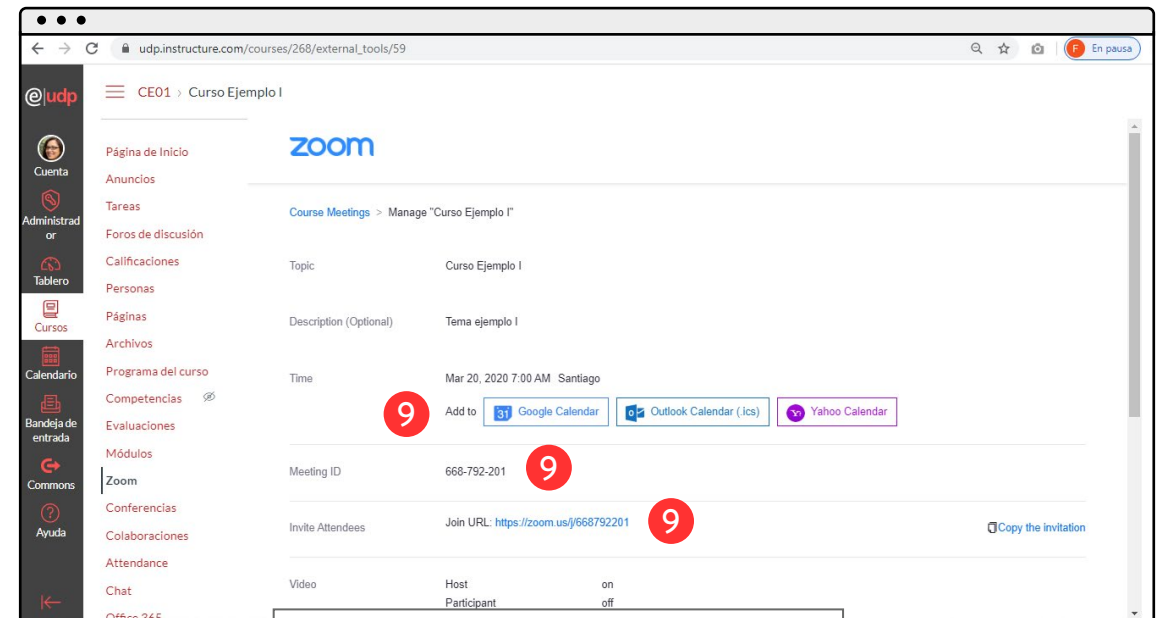 udp.instructure.com/courses/268/external_tools/59
F En pausa
@|udp
CE01 › Curso Ejemplo I
Cuenta
Administrad
or
Tablero
Cursos
Calendario
Bandeja de
entrada
Commons
Ayuda
Página de Inicio
Anuncios
Tareas
Foros de discusión
Calificaciones
Personas
Páginas
Archivos
Programa del curso
Competencias
Evaluaciones
Módulos
Zoom
Conferencias
Colaboraciones
Attendance
Chat
Office 365
zoom
Course Meetings > Manage "Curso Ejemplo I"
Topic Curso Ejemplo I
Description (Optional) Tema ejemplo I
Time Mar 20, 2020 7:00 AM Santiago
9 Add to 31 Google Calendar Outlook Calendar (.ics) Yahoo Calendar
Meeting ID 668-792-201 9
Invite Attendees Join URL: https://zoom.us/j/668792201 9 Copy the invitation
Video Host on
Participant off